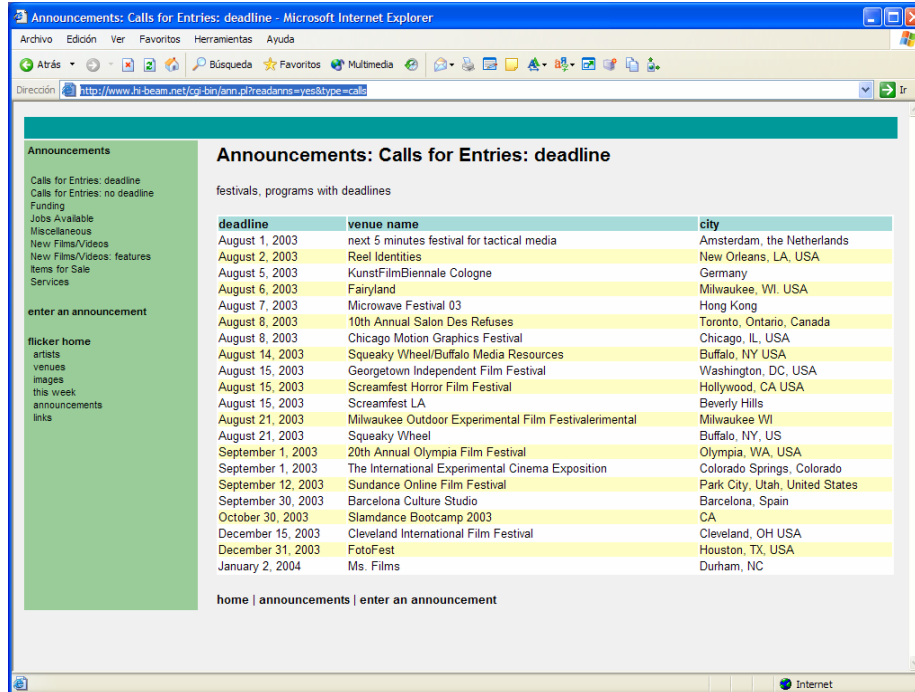 Announcements: Calls for Entries: deadline - Microsoft Internet Explorer
Archivo Edición Ver Favoritos Herramientas Ayuda
Atrás Búsqueda Favoritos Multimedia
Dirección http://www.hi-beam.net/cgi-bin/ann.pl?readanns=yes&type=calls Ir
Announcements
Calls for Entries: deadline
Calls for Entries: no deadline
Funding
Jobs Available
Miscellaneous
New Films/Videos
New Films/Videos: features
Items for Sale
Services
enter an announcement
flicker home
artists
venues
images
this week
announcements
links
Announcements: Calls for Entries: deadline
festivals, programs with deadlines
deadline venue name city
August 1, 2003 next 5 minutes festival for tactical media Amsterdam, the Netherlands
August 2, 2003 Reel Identities New Orleans, LA, USA
August 5, 2003 KunstFilmBiennale Cologne Germany
August 6, 2003 Fairyland Milwaukee, WI. USA
August 7, 2003 Microwave Festival 03 Hong Kong
August 8, 2003 10th Annual Salon Des Refuses Toronto, Ontario, Canada
August 8, 2003 Chicago Motion Graphics Festival Chicago, IL, USA
August 14, 2003 Squeaky Wheel/Buffalo Media Resources Buffalo, NY USA
August 15, 2003 Georgetown Independent Film Festival Washington, DC, USA
August 15, 2003 Screamfest Horror Film Festival Hollywood, CA USA
August 15, 2003 Screamfest LA Beverly Hills
August 21, 2003 Milwaukee Outdoor Experimental Film Festivalerimental Milwaukee WI
August 21, 2003 Squeaky Wheel Buffalo, NY, US
September 1, 2003 20th Annual Olympia Film Festival Olympia, WA, USA
September 1, 2003 The International Experimental Cinema Exposition Colorado Springs, Colorado
September 12, 2003 Sundance Online Film Festival Park City, Utah, United States
September 30, 2003 Barcelona Culture Studio Barcelona, Spain
October 30, 2003 Slamdance Bootcamp 2003 CA
December 15, 2003 Cleveland International Film Festival Cleveland, OH USA
December 31, 2003 FotoFest Houston, TX, USA
January 2, 2004 Ms. Films Durham, NC
home | announcements | enter an announcement
Internet